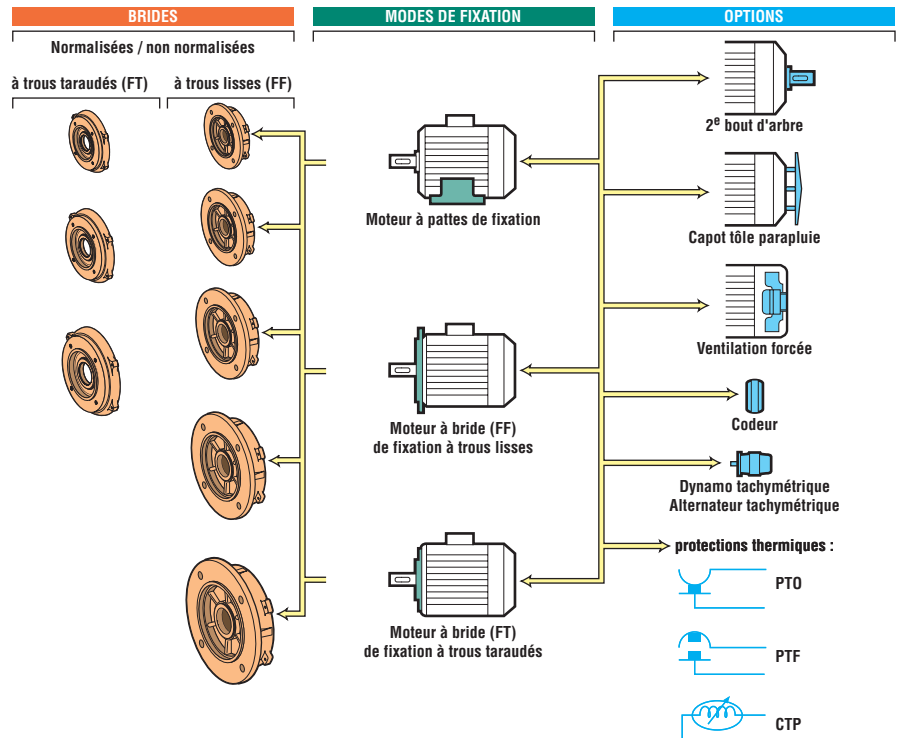 BRIDES
MODES DE FIXATION
OPTIONS
Normalisées / non normalisées
à trous taraudés (FT)
à trous lisses (FF)
2e bout d'arbre
Moteur à pattes de fixation
Capot tôle parapluie
Ventilation forcée
Moteur à bride (FF)
de fixation à trous lisses
Codeur
Dynamo tachymétrique
Alternateur tachymétrique
protections thermiques :
PTO
Moteur à bride (FT)
de fixation à trous taraudés
PTF
CTP